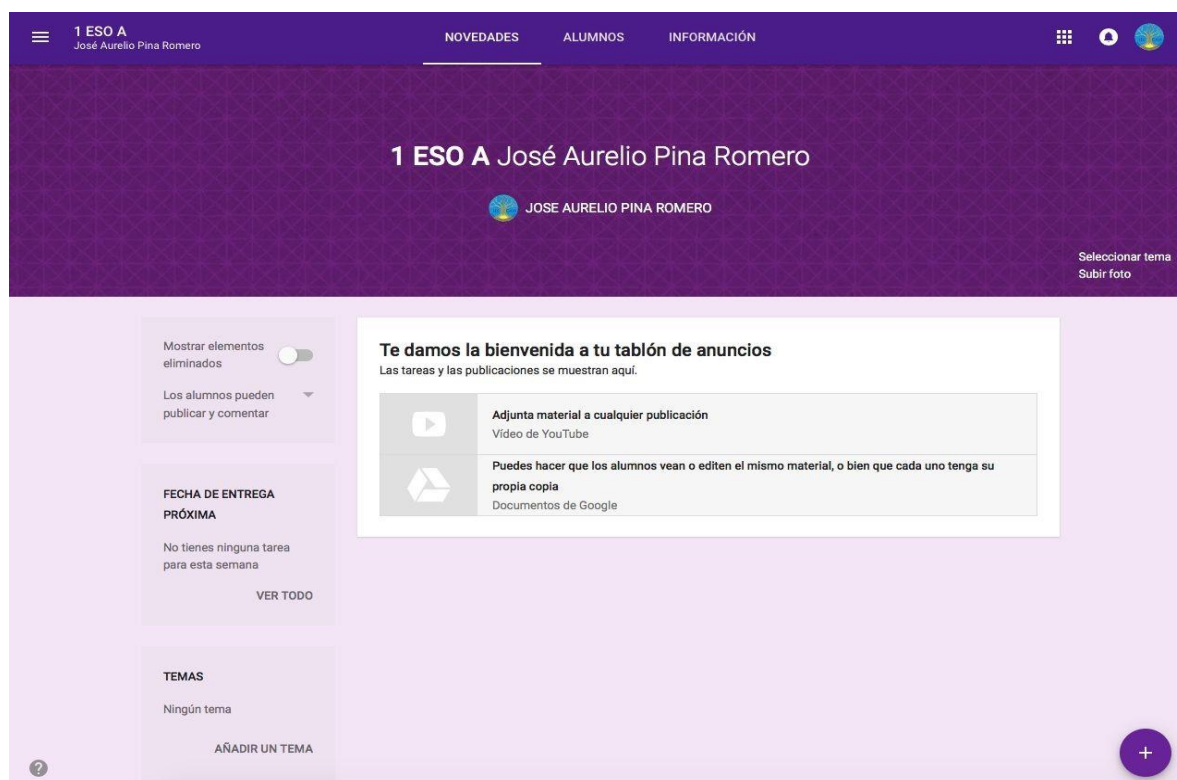 1 ESO A
José Aurelio Pina Romero
NOVEDADES ALUMNOS INFORMACIÓN
1 ESO A José Aurelio Pina Romero
JOSE AURELIO PINA ROMERO
Seleccionar tema
Subir foto
Mostrar elementos
eliminados
Los alumnos pueden
publicar y comentar
FECHA DE ENTREGA
PRÓXIMA
No tienes ninguna tarea
para esta semana
VER TODO
TEMAS
Ningún tema
AÑADIR UN TEMA
Te damos la bienvenida a tu tablón de anuncios
Las tareas y las publicaciones se muestran aquí.
Adjunta material a cualquier publicación
Vídeo de YouTube
Puedes hacer que los alumnos vean o editen el mismo material, o bien que cada uno tenga su
propia copia
Documentos de Google